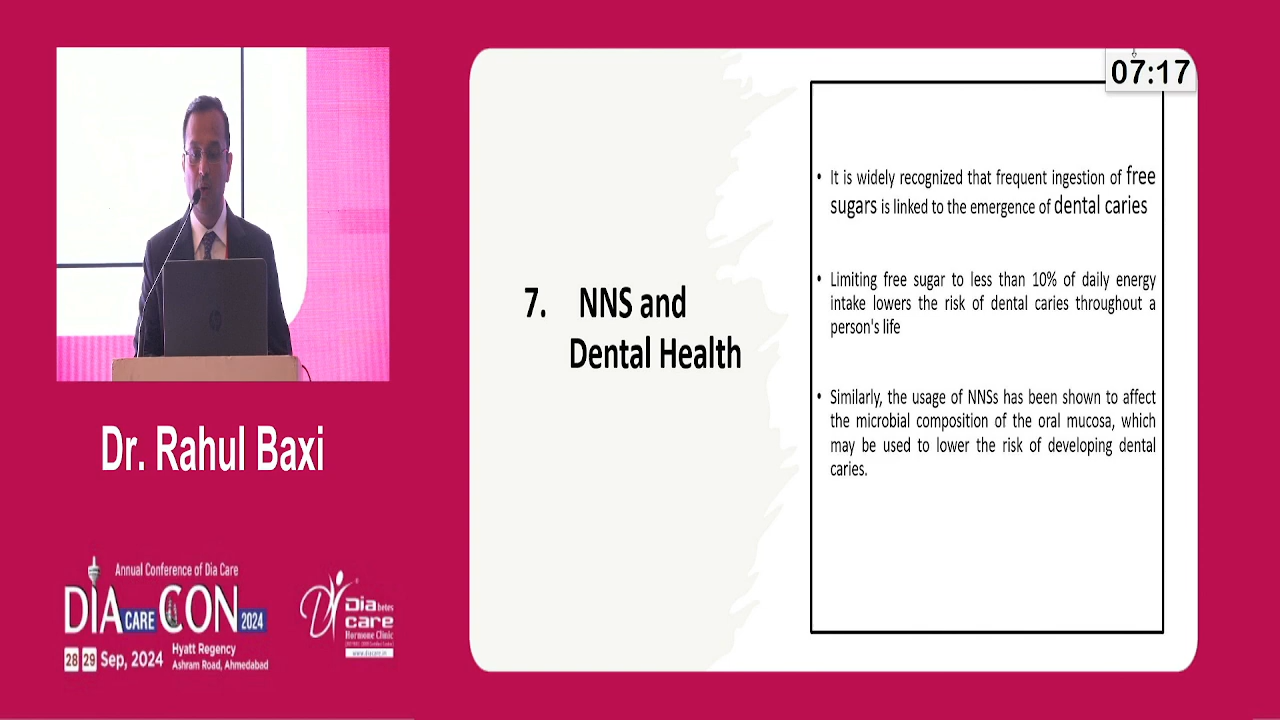 07:17
It is widely recognized that frequent ingestion of free
sugars is linked to the emergence of dental caries
Limiting free sugar to less than 10% of daily energy
intake lowers the risk of dental caries throughout a
person's life
7. NNS and
Dental Health
Similarly, the usage of NNSs has been shown to affect
the microbial composition of the oral mucosa, which
may be used to lower the risk of developing dental
caries.
Dr. Rahul Baxi
Annual Conference of Dia Care
DIA CARE CON 2024
28 29 Sep, 2024
Hyatt Regency
Ashram Road, Ahmedabad
Diabetes
care
Hormone Clinic
www.diacare.in
hp